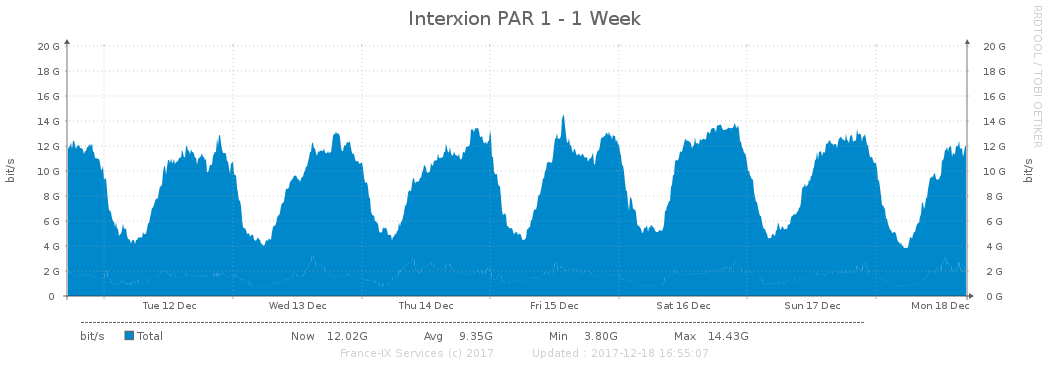 Interxion PAR 1 - 1 Week
RRDTOOL / TOBI OETIKER
bit/s
bit/s
20 G 20 G
18 G 18 G
16 G 16 G
14 G 14 G
12 G 12 G
10 G 10 G
8 G 8 G
6 G 6 G
4 G 4 G
2 G 2 G
0 0 G
Tue 12 Dec Wed 13 Dec Thu 14 Dec Fri 15 Dec Sat 16 Dec Sun 17 Dec Mon 18 Dec
bit/s Total Now 12.02G Avg 9.35G Min 3.80G Max 14.43G
France-IX Services (c) 2017 Updated : 2017-12-18 16:55:07